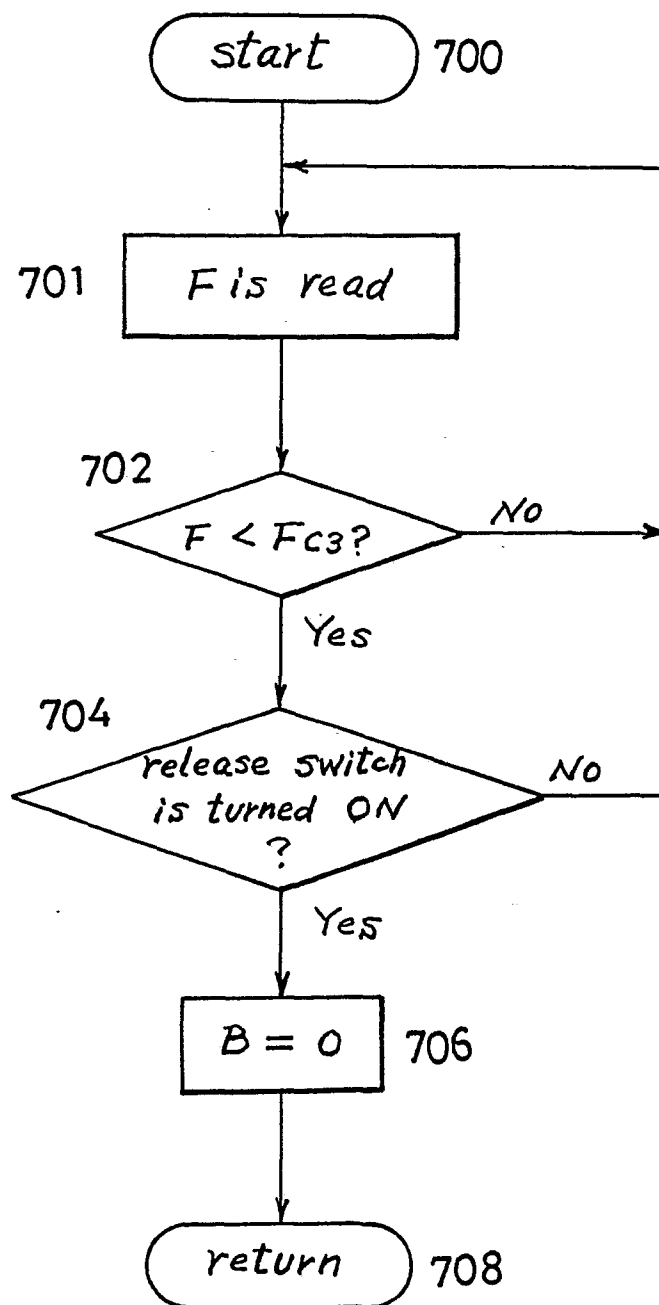 start 700
701 F is read
702
F < Fc3? No
Yes
704
release switch
is turned ON No
?
Yes
B = 0 706
return 708